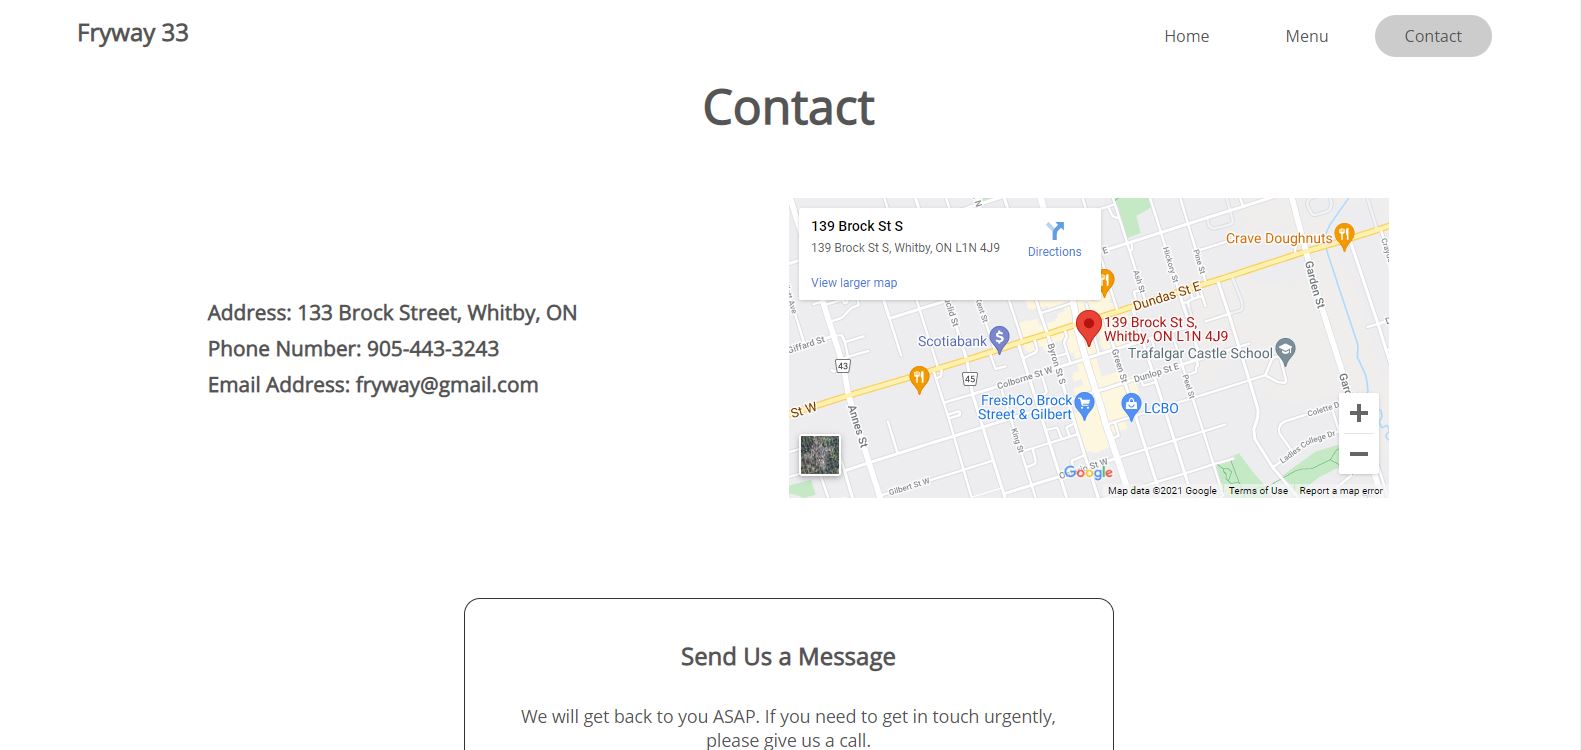 Fryway 33
Home
Menu
Contact
Contact
Address: 133 Brock Street, Whitby, ON
Phone Number: 905-443-3243
Email Address: fryway@gmail.com
139 Brock St S
139 Brock St S, Whitby, ON L1N 4J9
Directions
View larger map
Crave Doughnuts
Hickory St
Pine St
Ash St
Garden St
Dundas St E
139 Brock St S,
Whitby, ON L1N 4J9
Scotiabank
Giffard St
Trafalgar Castle School
43
45
Byron St S
Green St
Dunlop St E
Colborne St W
Peel St
St W
Annes St
FreshCo Brock
Street & Gilbert
LCBO
Colette D
King St
Ladies College Dr
Gilbert St W
Google
Map data ©2021 Google
Terms of Use
Report a map error
Send Us a Message
We will get back to you ASAP. If you need to get in touch urgently,
please give us a call.